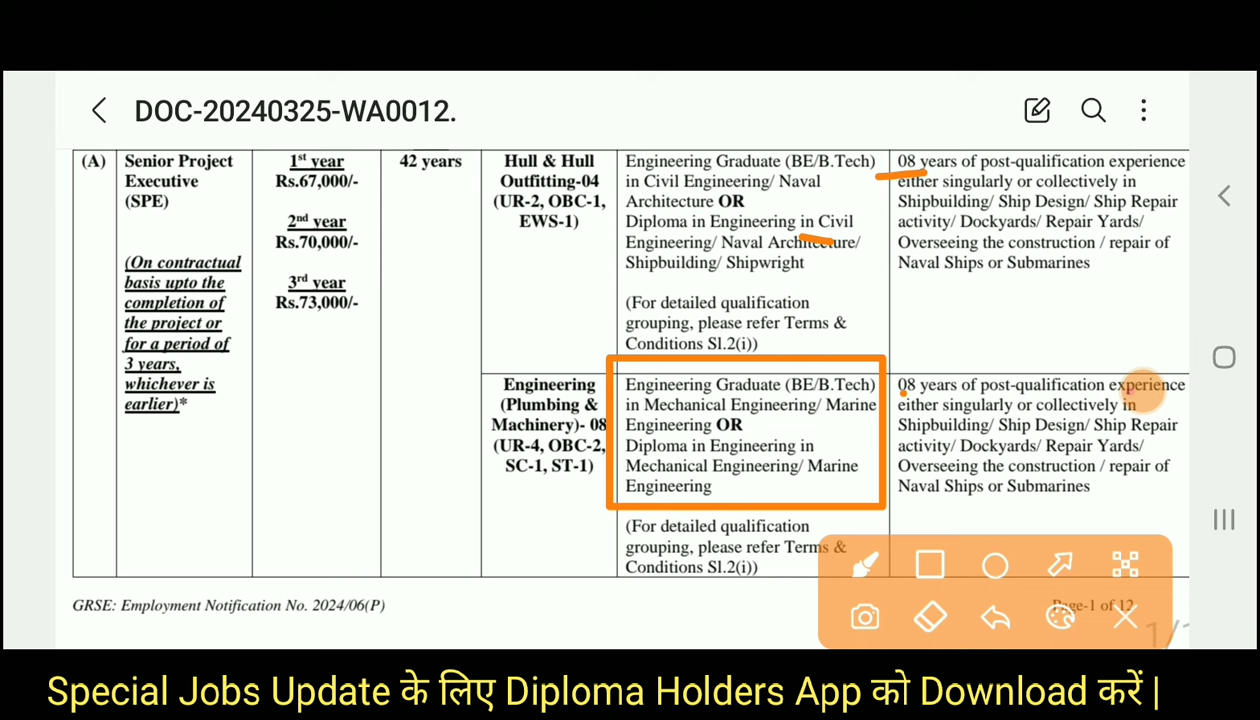 DOC-20240325-WA0012.
(A)
Senior Project
Executive
(SPE)
(On contractual
basis upto the
completion of
the project or
for a period of
3 years,
whichever is
earlier)*
1st year
Rs.67,000/-
2nd year
Rs.70,000/-
3rd year
Rs.73,000/-
42 years
Hull & Hull
Outfitting-04
(UR-2, OBC-1,
EWS-1)
Engineering Graduate (BE/B.Tech)
in Civil Engineering/ Naval
Architecture OR
Diploma in Engineering in Civil
Engineering/ Naval Architecture/
Shipbuilding/ Shipwright
(For detailed qualification
grouping, please refer Terms &
Conditions Sl.2(i))
08 years of post-qualification experience
either singularly or collectively in
Shipbuilding/ Ship Design/ Ship Repair
activity/ Dockyards/ Repair Yards/
Overseeing the construction / repair of
Naval Ships or Submarines
Engineering
(Plumbing &
Machinery)- 08
(UR-4, OBC-2,
SC-1, ST-1)
Engineering Graduate (BE/B.Tech)
in Mechanical Engineering/ Marine
Engineering OR
Diploma in Engineering in
Mechanical Engineering/ Marine
Engineering
(For detailed qualification
grouping, please refer Terms &
Conditions Sl.2(i))
08 years of post-qualification experience
either singularly or collectively in
Shipbuilding/ Ship Design/ Ship Repair
activity/ Dockyards/ Repair Yards/
Overseeing the construction / repair of
Naval Ships or Submarines
GRSE: Employment Notification No. 2024/06(P)
Page-1 of 12
Special Jobs Update के लिए Diploma Holders App को Download करें |